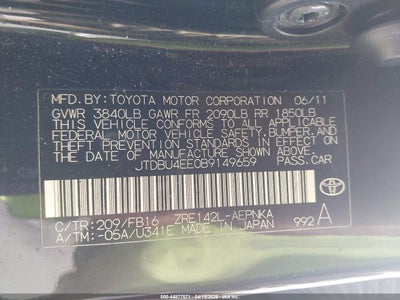 MFD.BY: TOYOTA MOTOR CORPORATION 06/11
GVWR 3840LB GAWR FR 2090LB RR 1850LB
THIS VEHICLE CONFORMS TO ALL APPLICABLE
FEDERAL MOTOR VEHICLE SAFETY, BUMPER, AND
THEFT PREVENTION STANDARDS IN EFFECT ON
THE DATE OF MANUFACTURE SHOWN ABOVE.
JTDBU4EE0B9149659 PASS.CAR
C/TR:209/FB16 ZRE142L-AEPNKA
A/TM:-05A/U341E MADE IN JAPAN 992 A
TOYOTA